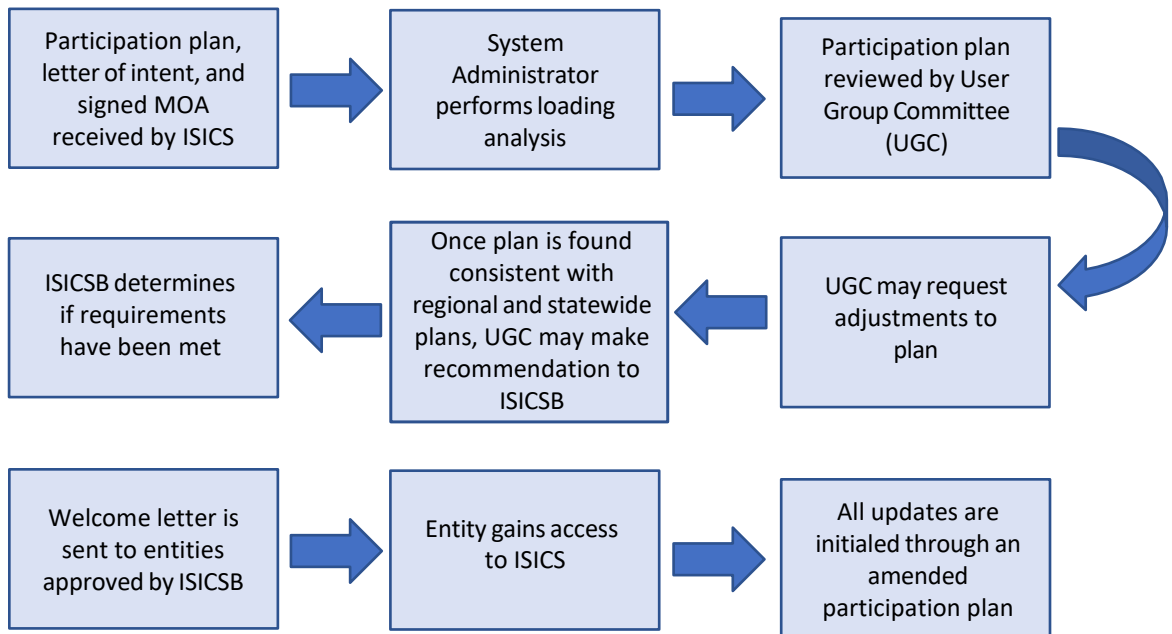 Participation plan,
letter of intent, and
signed MOA
received by ISICS
System
Administrator
performs loading
analysis
Participation plan
reviewed by User
Group Committee
(UGC)
UGC may request
adjustments to
plan
Once plan is found
consistent with
regional and statewide
plans, UGC may make
recommendation to
ISICSB
ISICSB determines
if requirements
have been met
Welcome letter is
sent to entities
approved by ISICSB
Entity gains access
to ISICS
All updates are
initialed through an
amended
participation plan